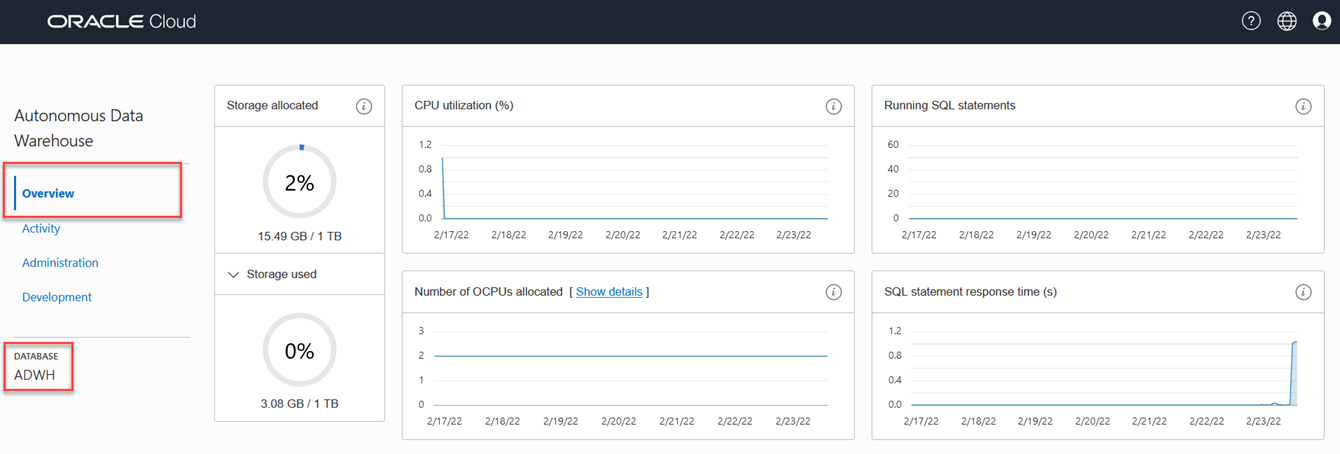 ORACLE Cloud
?
Autonomous Data
Warehouse
Overview
Activity
Administration
Development
DATABASE
ADWH
Storage allocated i
2%
15.49 GB / 1 TB
Storage used
0%
3.08 GB / 1 TB
CPU utilization (%) i
1.2
0.8
0.4
0.0
2/17/22 2/18/22 2/19/22 2/20/22 2/21/22 2/22/22 2/23/22
Running SQL statements i
60
40
20
0
2/17/22 2/18/22 2/19/22 2/20/22 2/21/22 2/22/22 2/23/22
Number of OCPUs allocated [ Show details ] i
3
2
1
0
2/17/22 2/18/22 2/19/22 2/20/22 2/21/22 2/22/22 2/23/22
SQL statement response time (s) i
1.2
0.8
0.4
0.0
2/17/22 2/18/22 2/19/22 2/20/22 2/21/22 2/22/22 2/23/22